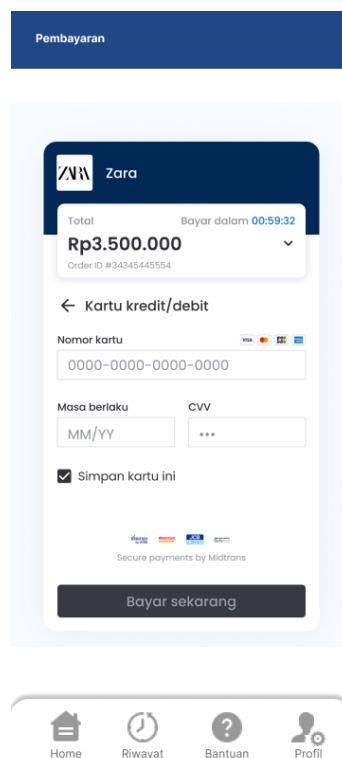 Pembayaran
ZARA Zara
Total Bayar dalam 00:59:32
Rp3.500.000
Order ID #34345445554
← Kartu kredit/debit
Nomor kartu VISA
0000-0000-0000-0000
Masa berlaku CVV
MM/YY •••
Simpan kartu ini
Secure payments by Midtrans
Bayar sekarang
Home Riwayat Bantuan Profil